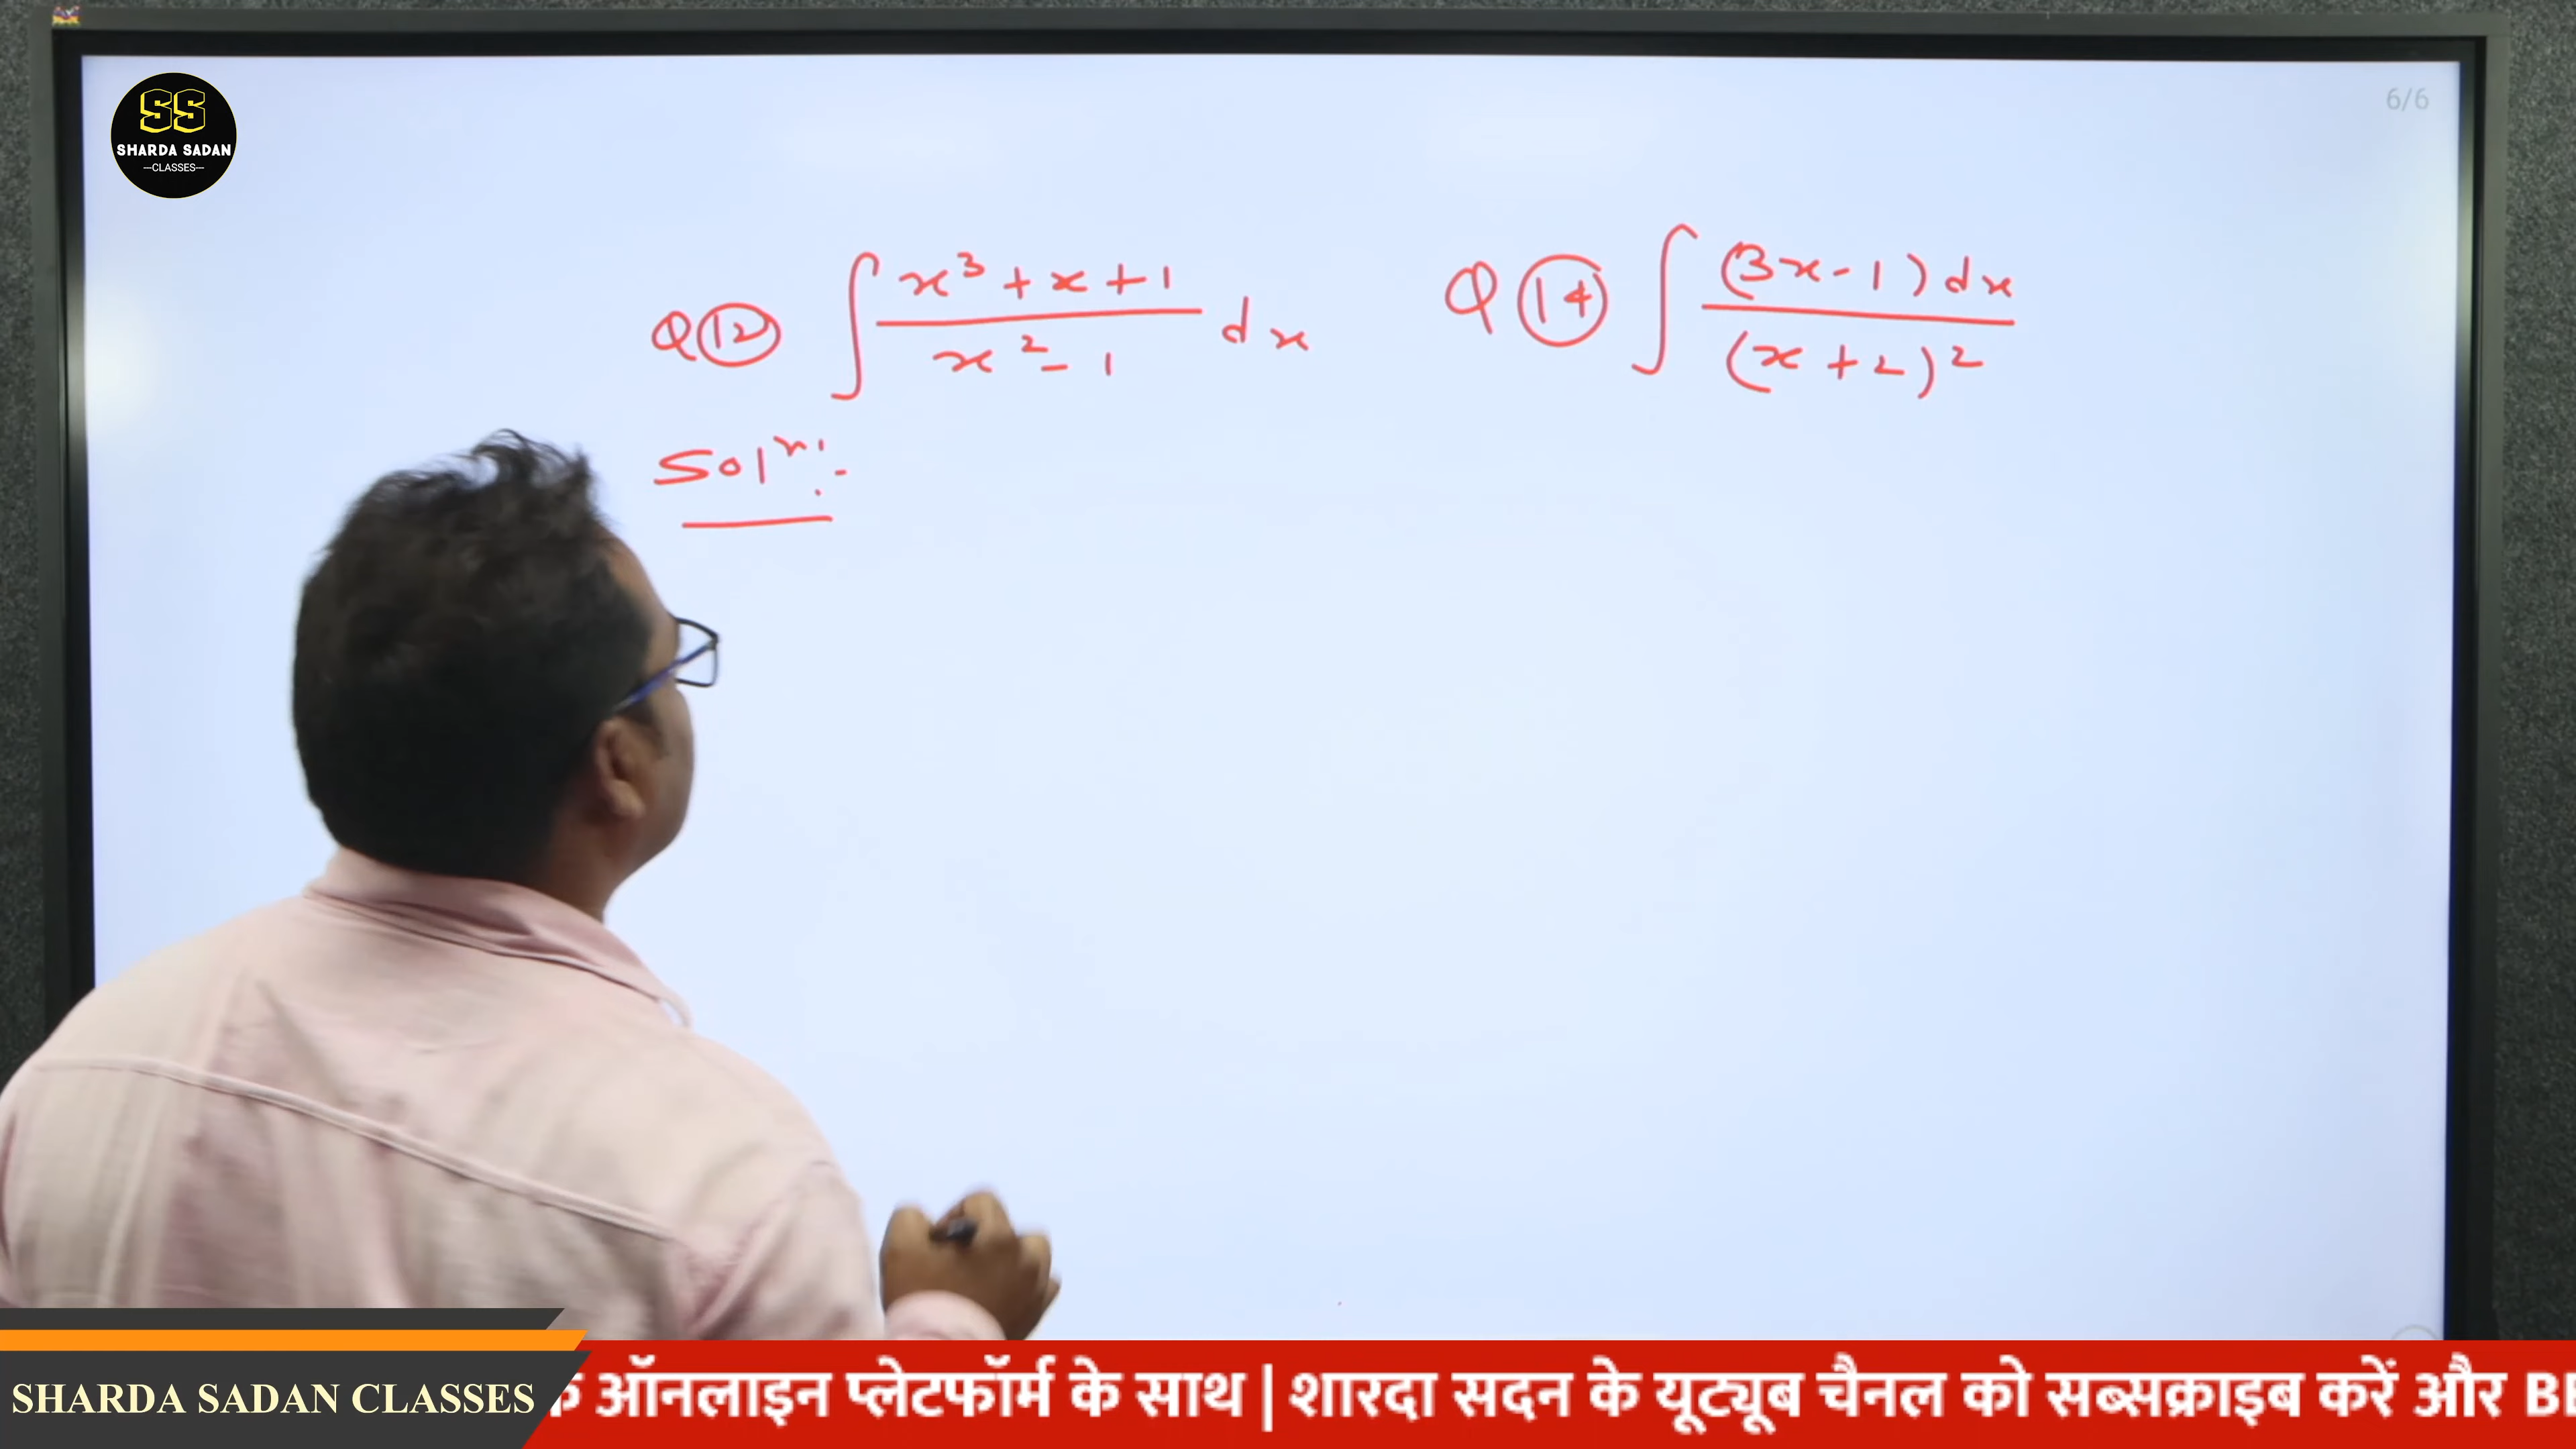 SS
SHARDA SADAN
—CLASSES—
6/6
Q 12 ∫ x³ + x + 1 / x² - 1 dx
Q 14 ∫ (3x - 1) dx / (x + 2)²
Solⁿ:-
SHARDA SADAN CLASSES
ऑनलाइन प्लेटफॉर्म के साथ | शारदा सदन के यूट्यूब चैनल को सब्सक्राइब करें और